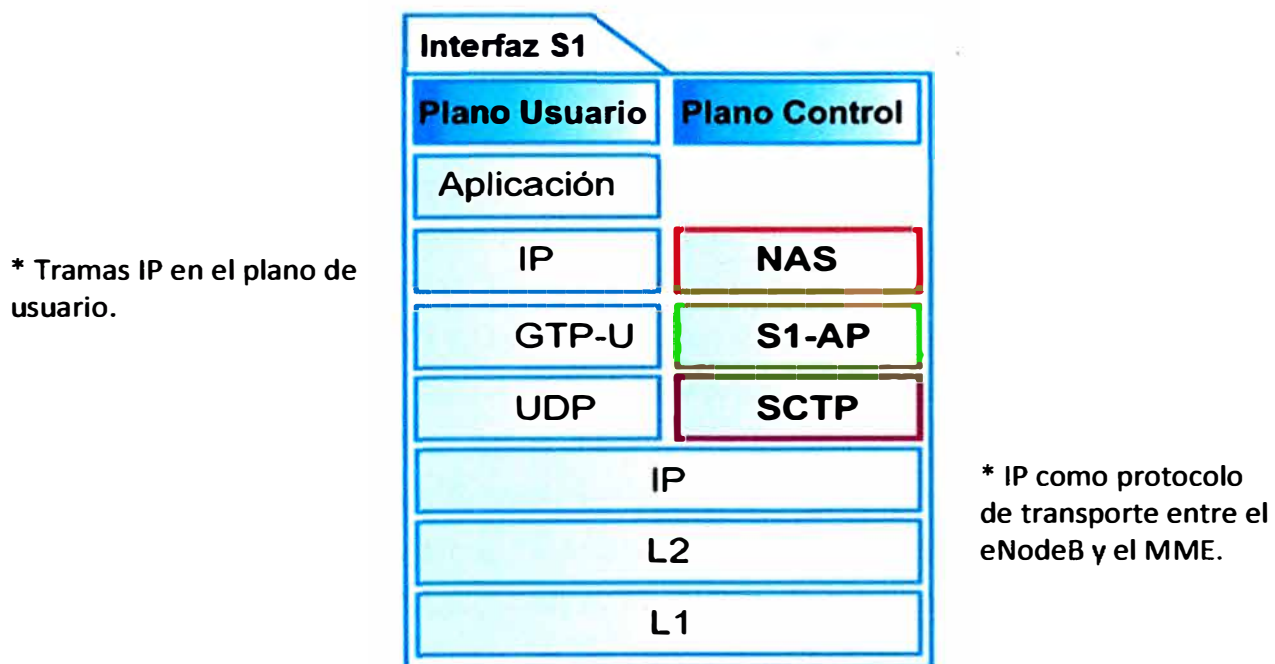 Interfaz S1
Plano Usuario Plano Control
Aplicación
IP NAS
* Tramas IP en el plano de
usuario.
GTP-U S1-AP
UDP SCTP
IP
* IP como protocolo
de transporte entre el
eNodeB y el MME.
L2
L1